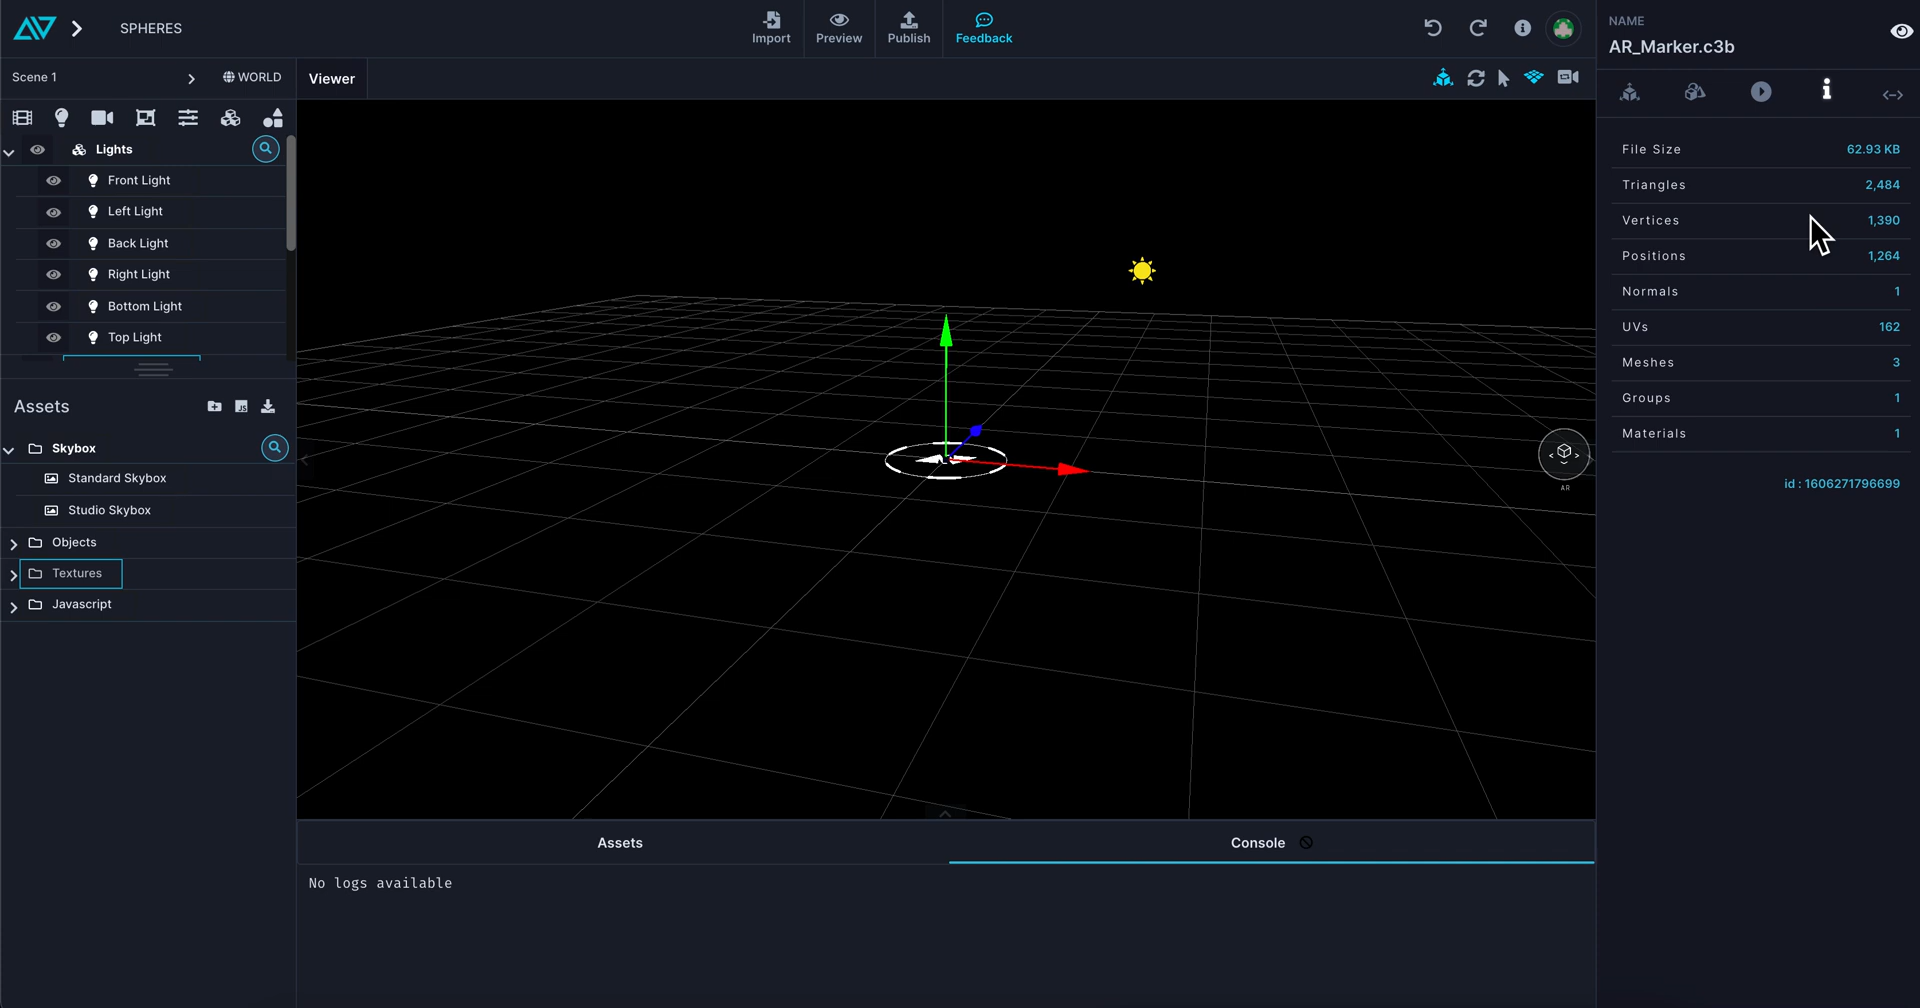 SPHERES
Import
Preview
Publish
Feedback
NAME
AR_Marker.c3b
Scene 1
WORLD
Viewer
Lights
Front Light
Left Light
Back Light
Right Light
Bottom Light
Top Light
Assets
JS
Skybox
Standard Skybox
Studio Skybox
Objects
Textures
Javascript
AR
File Size 62.93 KB
Triangles 2,484
Vertices 1,390
Positions 1,264
Normals 1
UVs 162
Meshes 3
Groups 1
Materials 1
id : 1606271796699
Assets
Console
No logs available